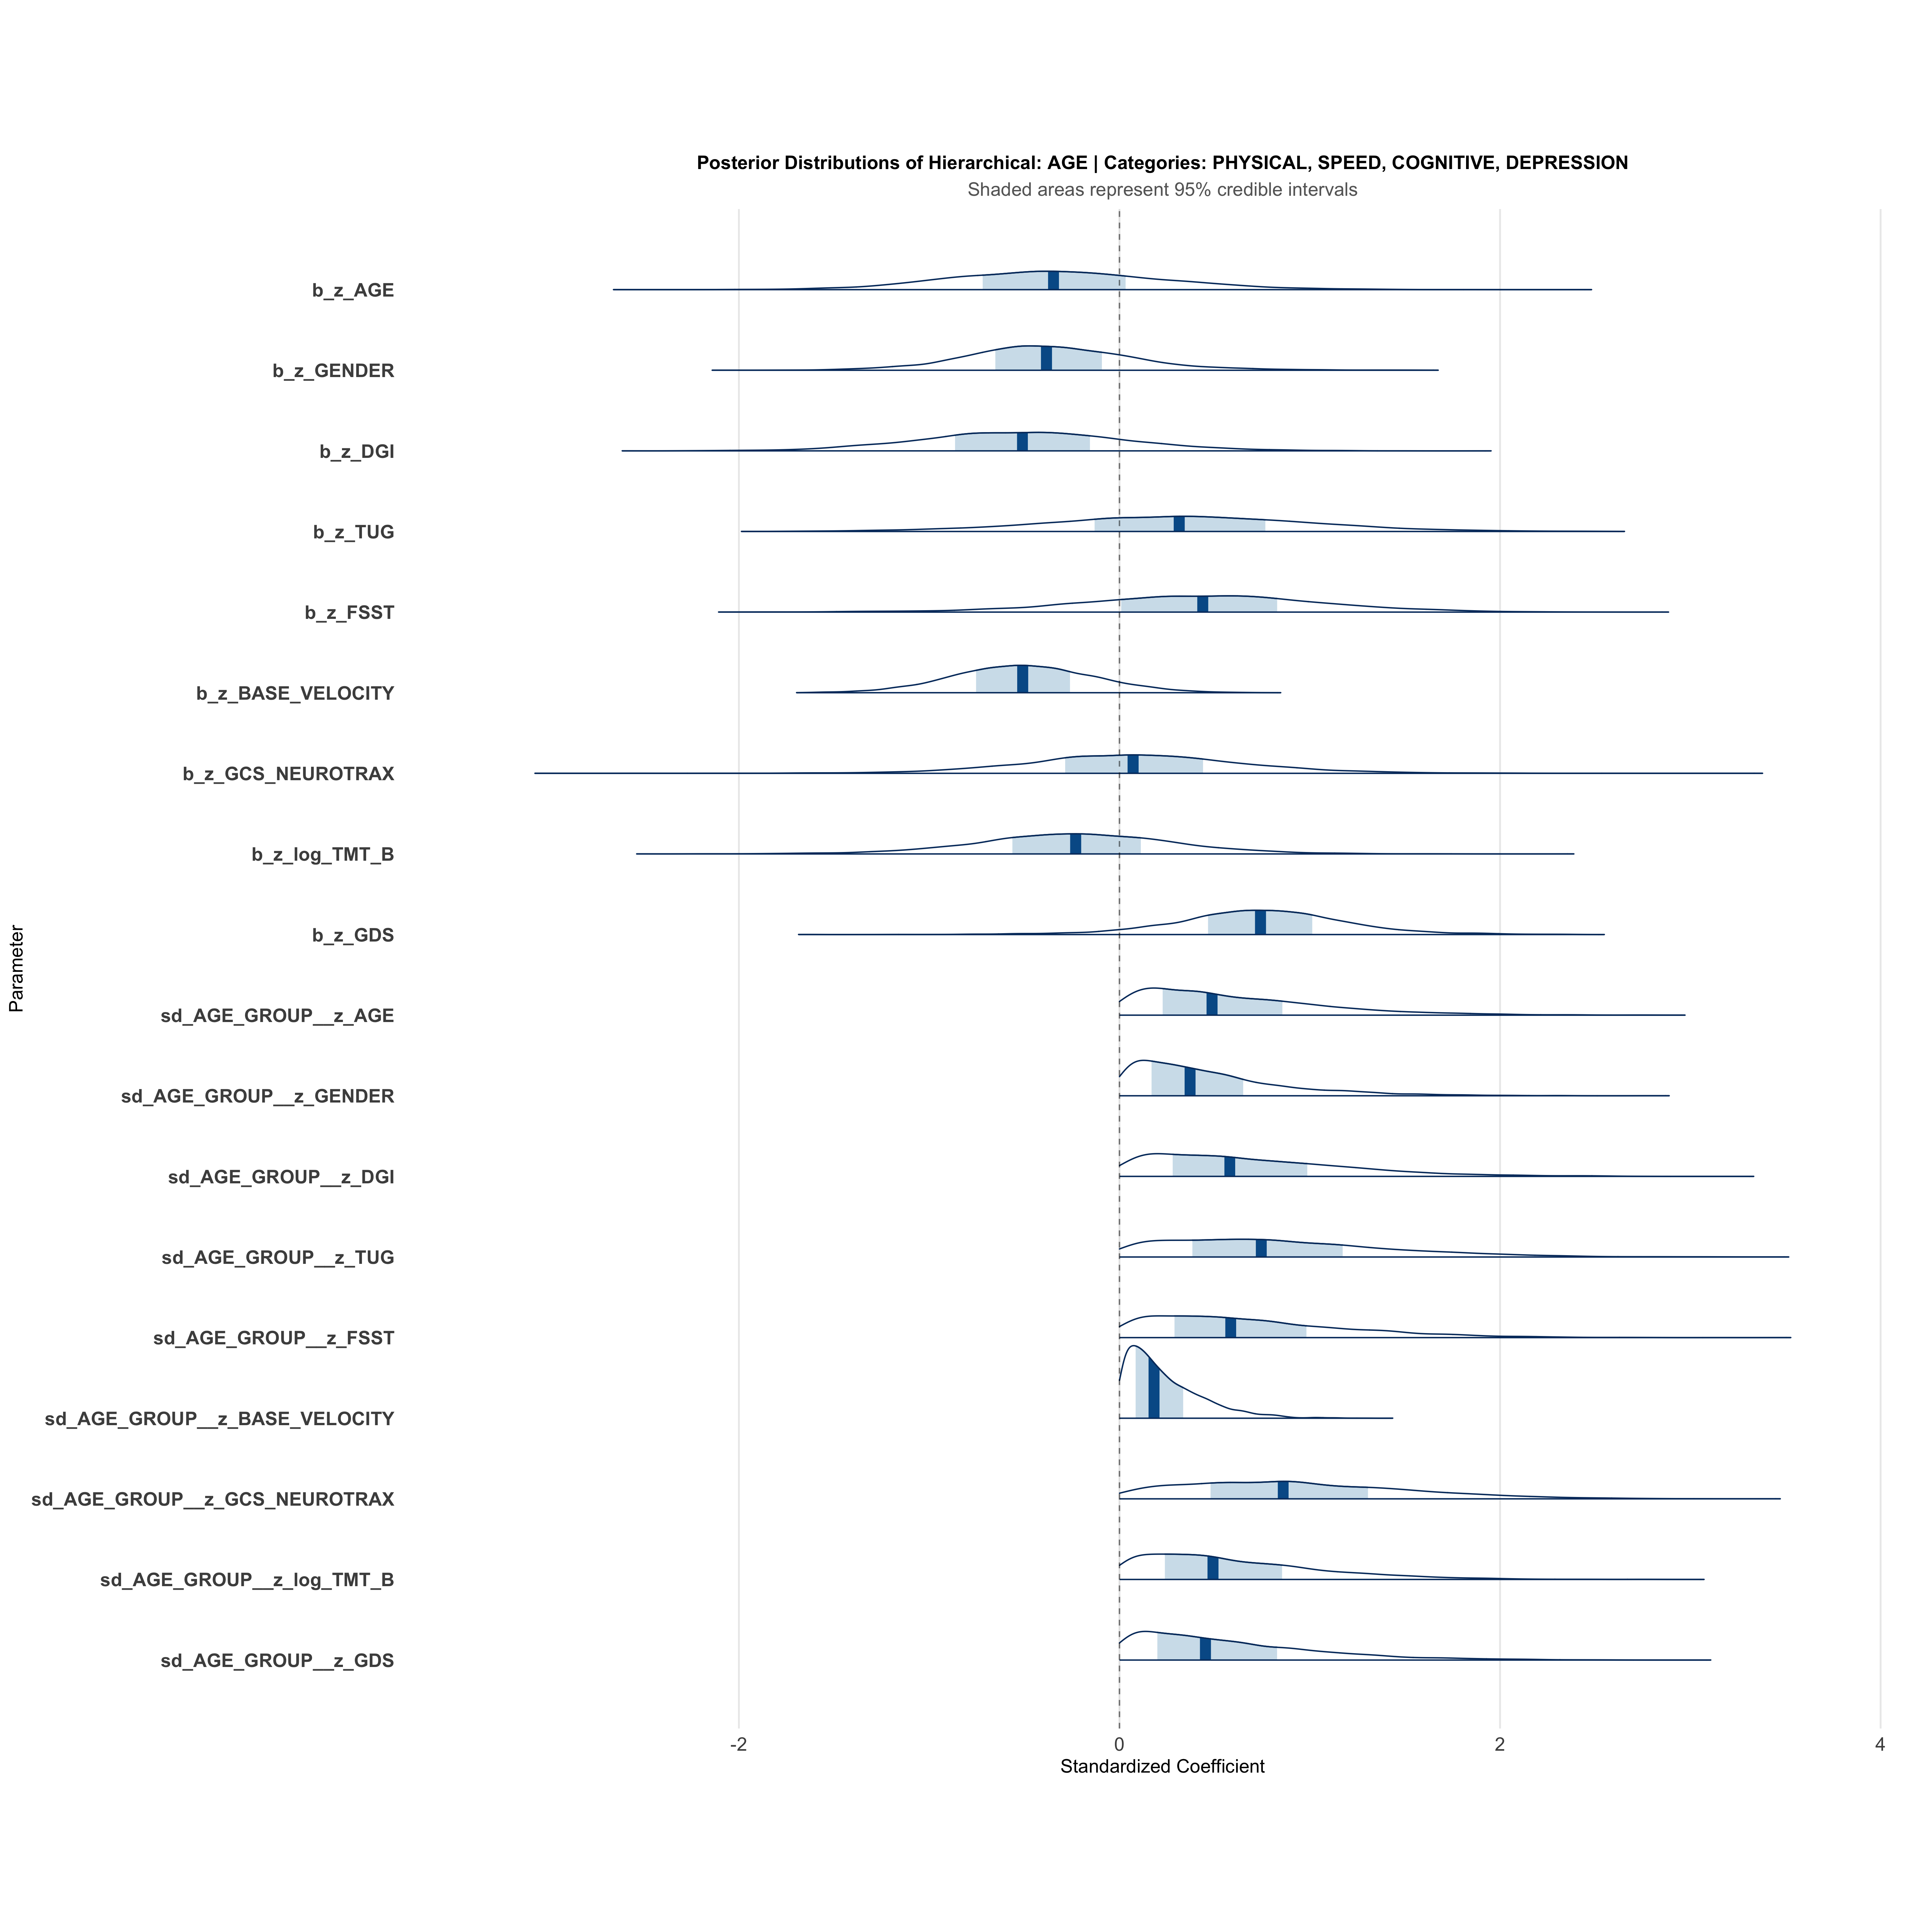 Posterior Distributions of Hierarchical: AGE | Categories: PHYSICAL, SPEED, COGNITIVE, DEPRESSION
Shaded areas represent 95% credible intervals
Parameter
b_z_AGE
b_z_GENDER
b_z_DGI
b_z_TUG
b_z_FSST
b_z_BASE_VELOCITY
b_z_GCS_NEUROTRAX
b_z_log_TMT_B
b_z_GDS
sd_AGE_GROUP__z_AGE
sd_AGE_GROUP__z_GENDER
sd_AGE_GROUP__z_DGI
sd_AGE_GROUP__z_TUG
sd_AGE_GROUP__z_FSST
sd_AGE_GROUP__z_BASE_VELOCITY
sd_AGE_GROUP__z_GCS_NEUROTRAX
sd_AGE_GROUP__z_log_TMT_B
sd_AGE_GROUP__z_GDS
-2 0 2 4
Standardized Coefficient